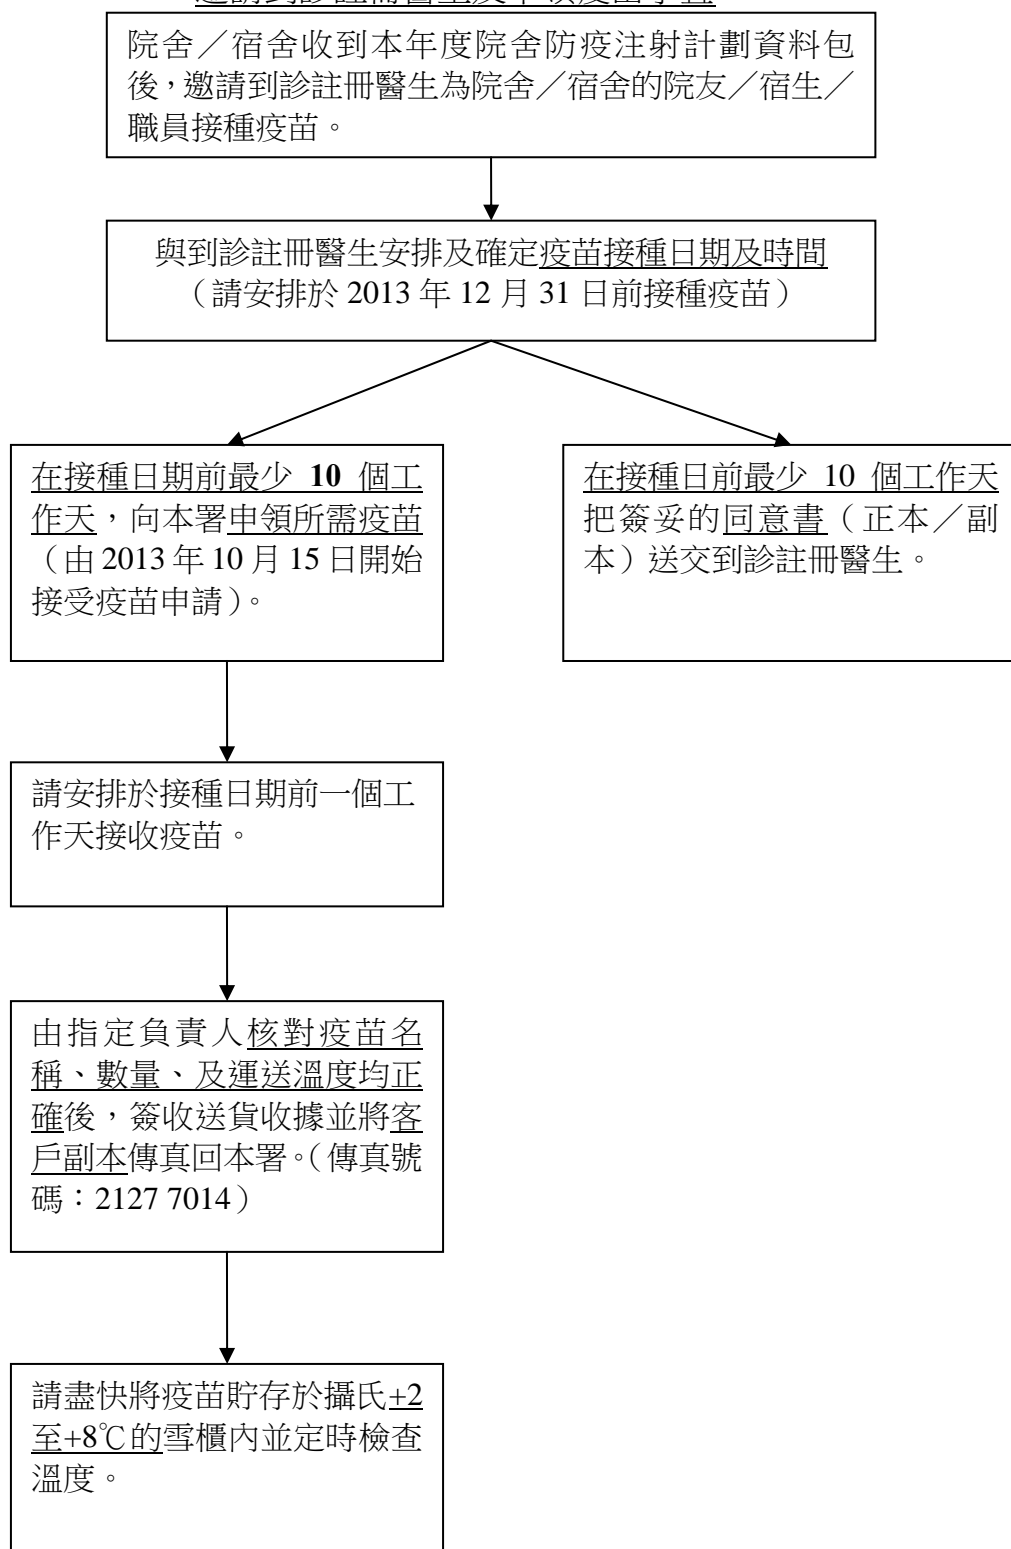 院舍／宿舍收到本年度院舍防疫注射計劃資料包
後，邀請到診註冊醫生為院舍／宿舍的院友／宿生／
職員接種疫苗。
與到診註冊醫生安排及確定疫苗接種日期及時間
（請安排於 2013 年 12 月 31 日前接種疫苗）
在接種日期前最少 10 個工
作天，向本署申領所需疫苗
（由 2013 年 10 月 15 日開始
接受疫苗申請）。
在接種日前最少 10 個工作天
把簽妥的同意書（正本／副
本）送交到診註冊醫生。
請安排於接種日期前一個工
作天接收疫苗。
由指定負責人核對疫苗名
稱、數量、及運送溫度均正
確後，簽收送貨收據並將客
戶副本傳真回本署。（傳真號
碼：2127 7014）
請盡快將疫苗貯存於攝氏+2
至+8℃的雪櫃內並定時檢查
溫度。